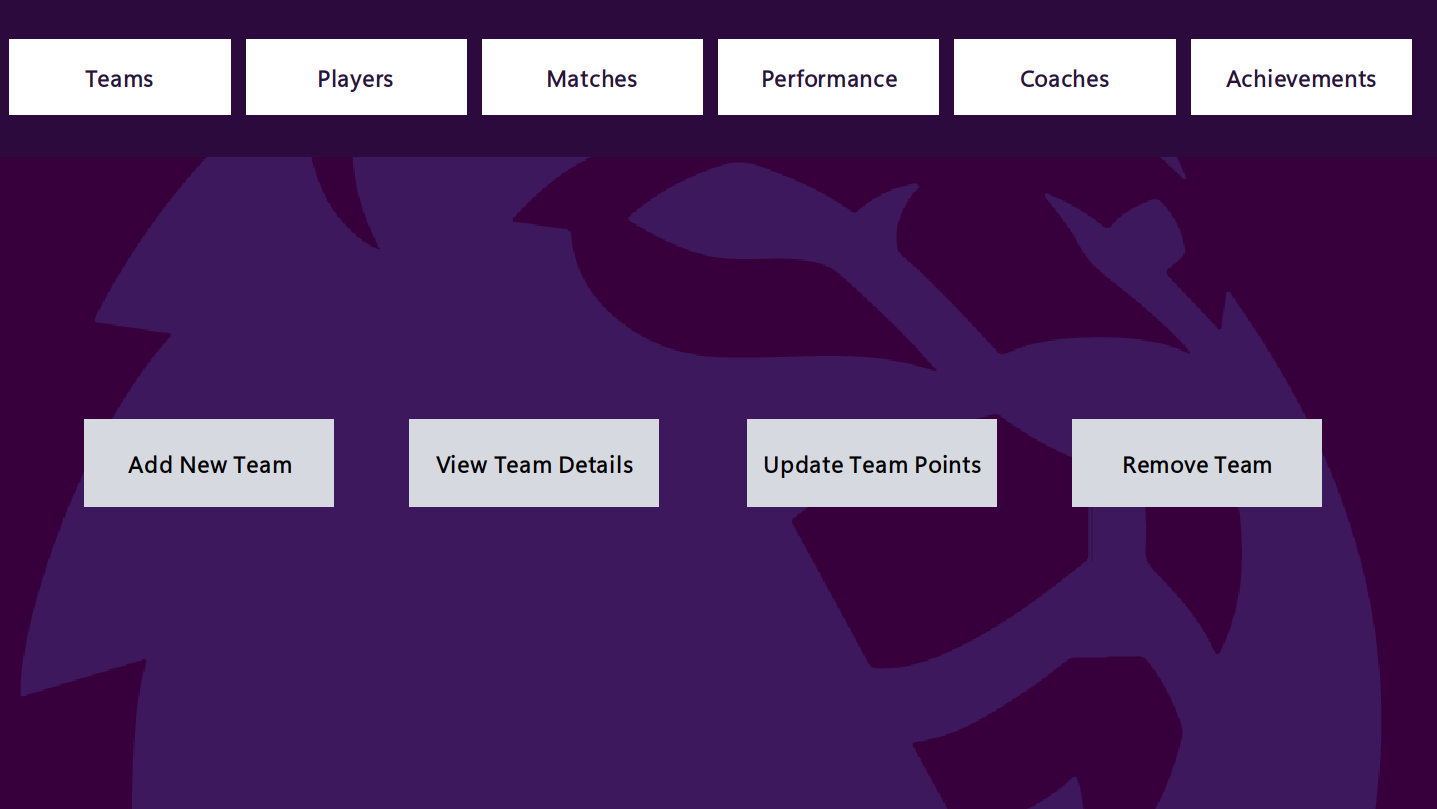 Teams
Players
Matches
Performance
Coaches
Achievements
Add New Team
View Team Details
Update Team Points
Remove Team